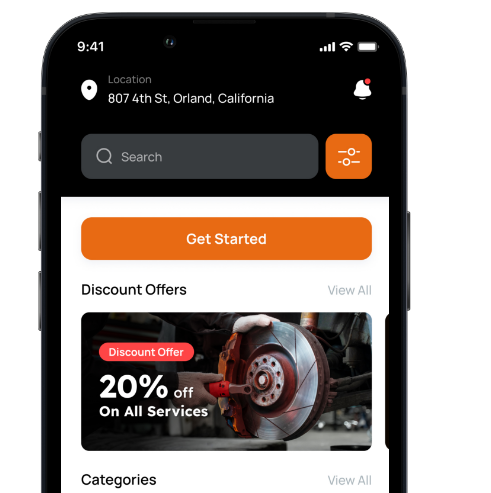 9:41
Location
807 4th St, Orland, California
Search
Get Started
Discount Offers
View All
Discount Offer
20% off
On All Services
Categories
View All